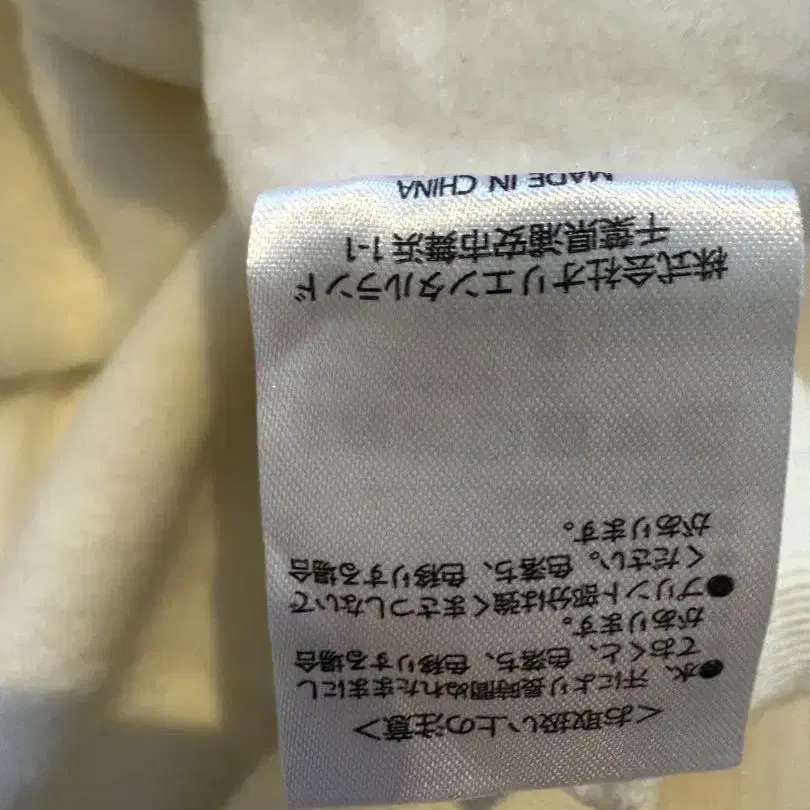 <お取扱い上の注意>
●水、汗により長時間ぬれたままにし
ておくと、色落ち、色移りする場合
があります。
●プリント部分は強くまさつしないで
ください。色落ち、色移りする場合
があります。
株式会社オリエンタルランド
千葉県浦安市舞浜1-1
MADE IN CHINA